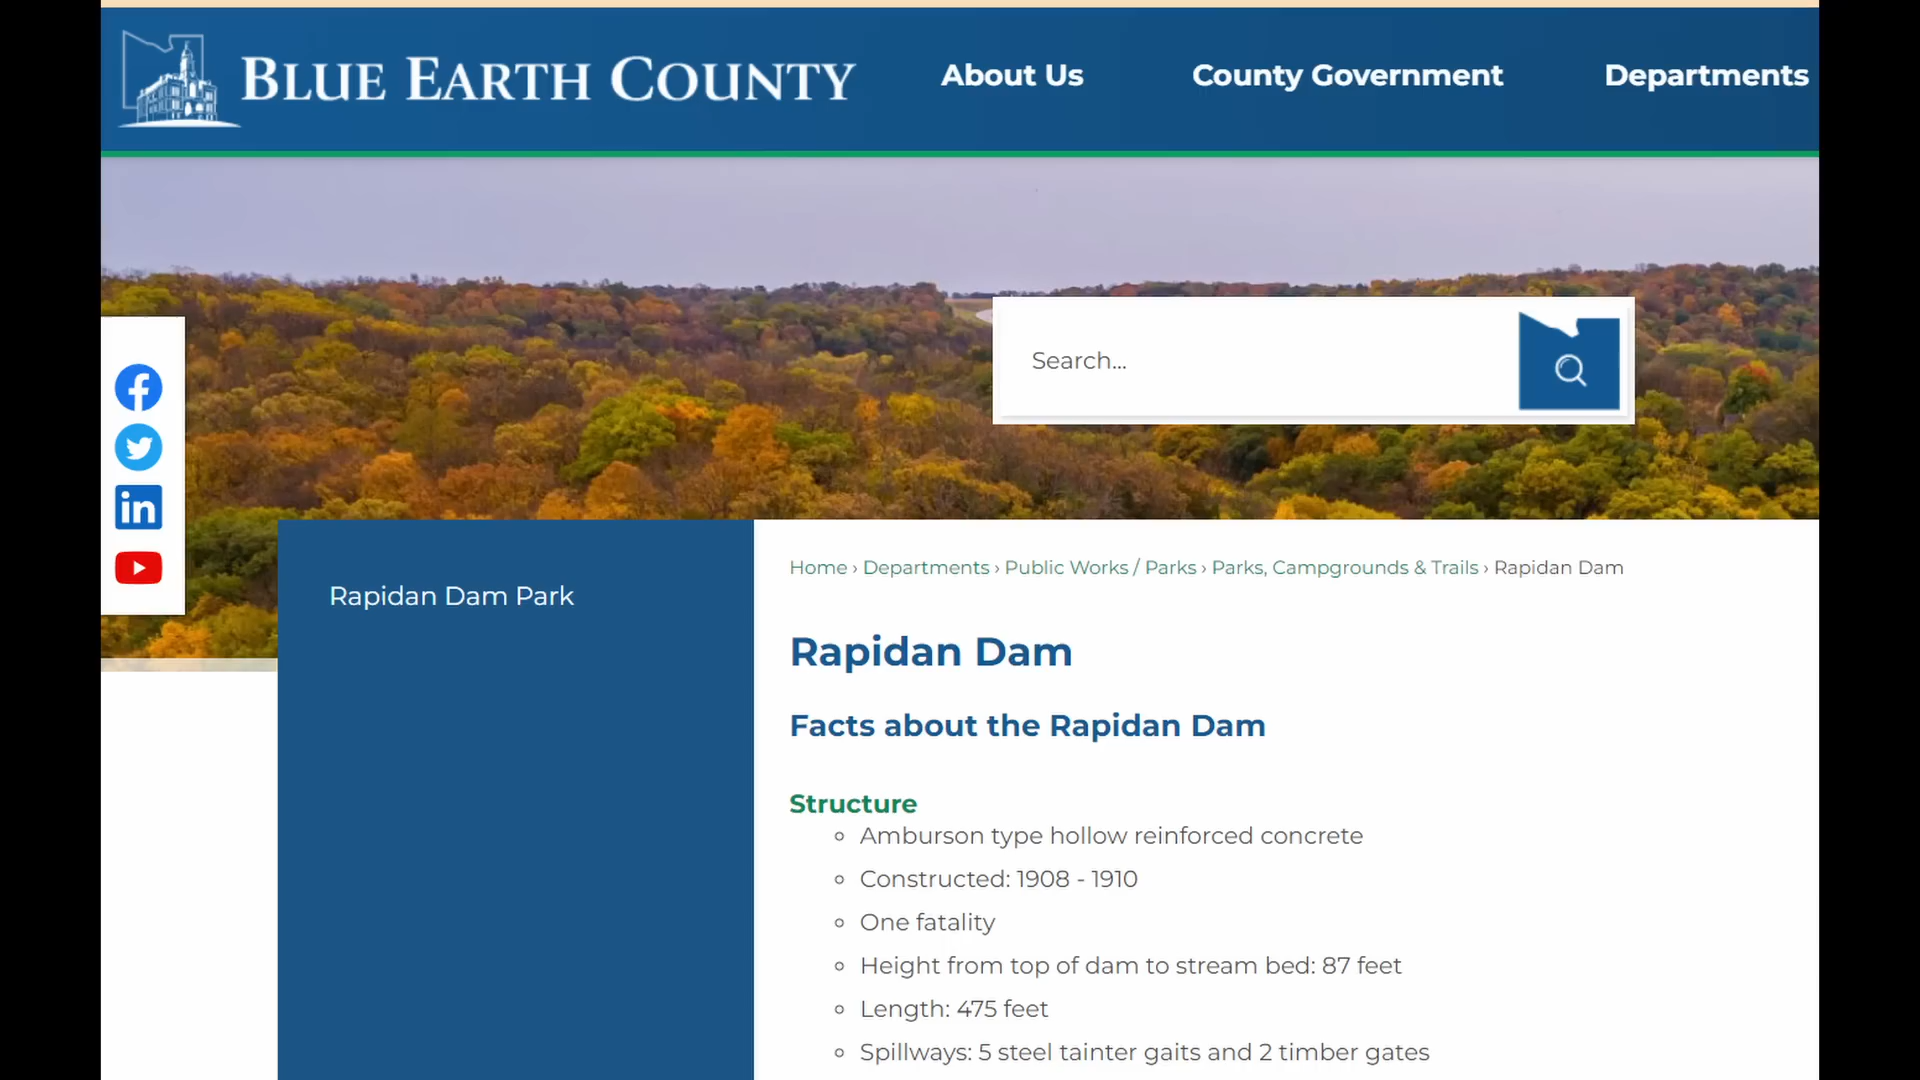 BLUE EARTH COUNTY
About Us
County Government
Departments
Search...
Rapidan Dam Park
Home › Departments › Public Works / Parks › Parks, Campgrounds & Trails › Rapidan Dam
Rapidan Dam
Facts about the Rapidan Dam
Structure
Amburson type hollow reinforced concrete
Constructed: 1908 - 1910
One fatality
Height from top of dam to stream bed: 87 feet
Length: 475 feet
Spillways: 5 steel tainter gaits and 2 timber gates